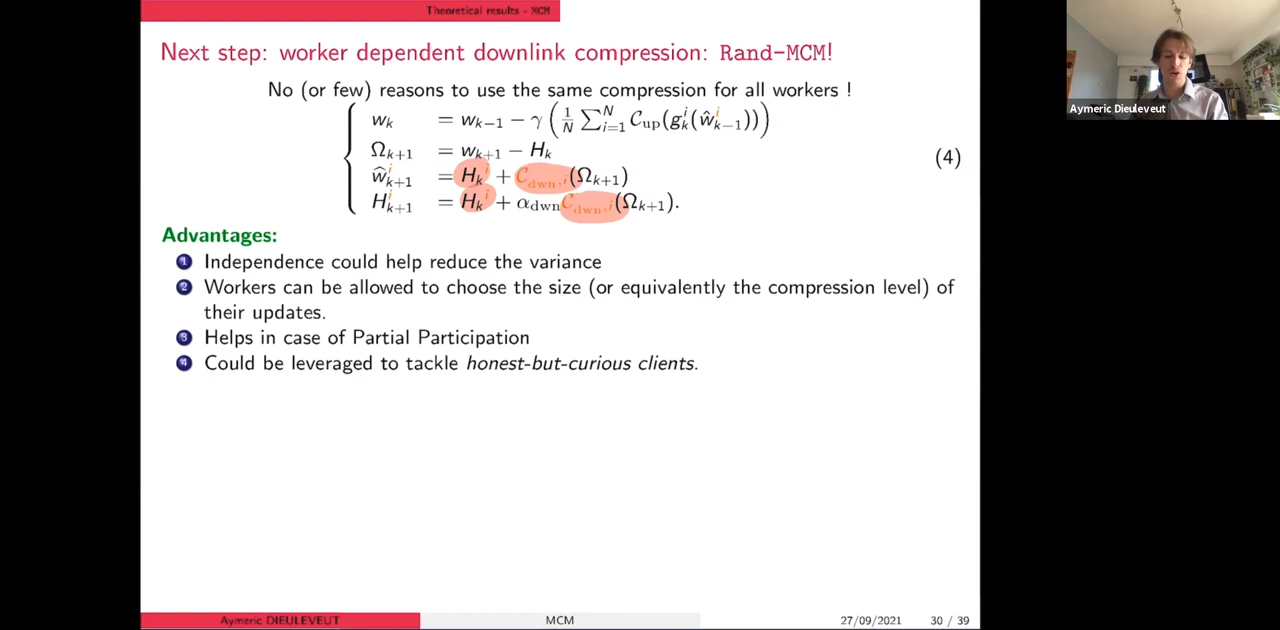 Theoretical results - MCM
Next step: worker dependent downlink compression: Rand-MCM!
No (or few) reasons to use the same compression for all workers !
w_k = w_{k−1} − γ ( 1/N ∑_{i=1}^N C_up(g_k^i(ŵ_{k−1}^i)) )
Ω_{k+1} = w_{k+1} − H_k
ŵ_{k+1}^i = H_k^i + C_{dwn,i}(Ω_{k+1})
H_{k+1}^i = H_k^i + α_dwn C_{dwn,i}(Ω_{k+1}).
(4)
Advantages:
1 Independence could help reduce the variance
2 Workers can be allowed to choose the size (or equivalently the compression level) of
their updates.
3 Helps in case of Partial Participation
4 Could be leveraged to tackle honest-but-curious clients.
Aymeric DIEULEVEUT MCM 27/09/2021 30 / 39
Aymeric Dieuleveut